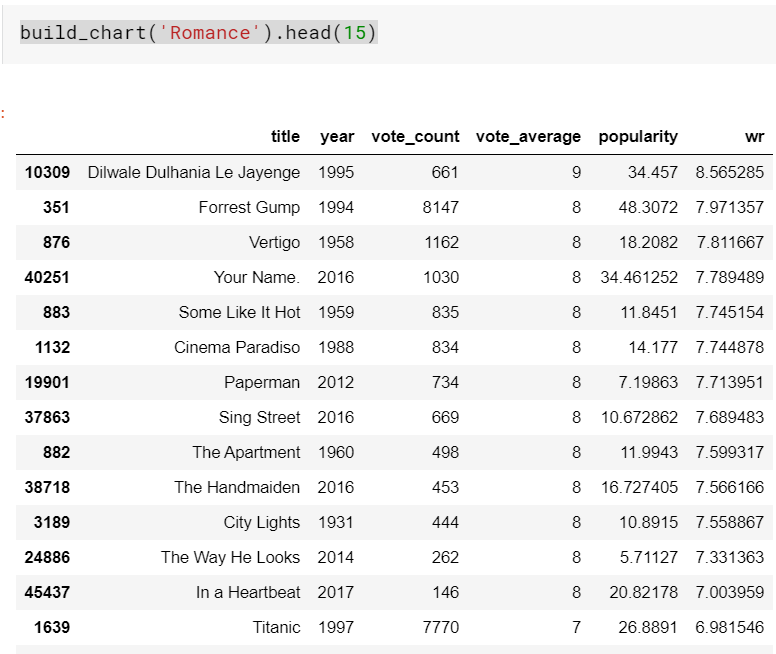 build_chart('Romance').head(15)
:
title year vote_count vote_average popularity wr
10309 Dilwale Dulhania Le Jayenge 1995 661 9 34.457 8.565285
351 Forrest Gump 1994 8147 8 48.3072 7.971357
876 Vertigo 1958 1162 8 18.2082 7.811667
40251 Your Name. 2016 1030 8 34.461252 7.789489
883 Some Like It Hot 1959 835 8 11.8451 7.745154
1132 Cinema Paradiso 1988 834 8 14.177 7.744878
19901 Paperman 2012 734 8 7.19863 7.713951
37863 Sing Street 2016 669 8 10.672862 7.689483
882 The Apartment 1960 498 8 11.9943 7.599317
38718 The Handmaiden 2016 453 8 16.727405 7.566166
3189 City Lights 1931 444 8 10.8915 7.558867
24886 The Way He Looks 2014 262 8 5.71127 7.331363
45437 In a Heartbeat 2017 146 8 20.82178 7.003959
1639 Titanic 1997 7770 7 26.8891 6.981546